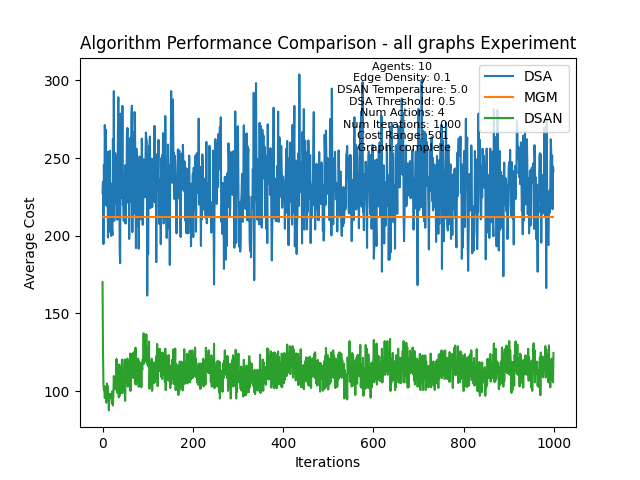 Algorithm Performance Comparison - all graphs Experiment
Agents: 10
Edge Density: 0.1
DSAN Temperature: 5.0
DSA Threshold: 0.5
Num Actions: 4
Num Iterations: 1000
Cost Range: 501
Graph: complete
DSA
MGM
DSAN
300
250
200
150
100
Average Cost
0
200
400
600
800
1000
Iterations